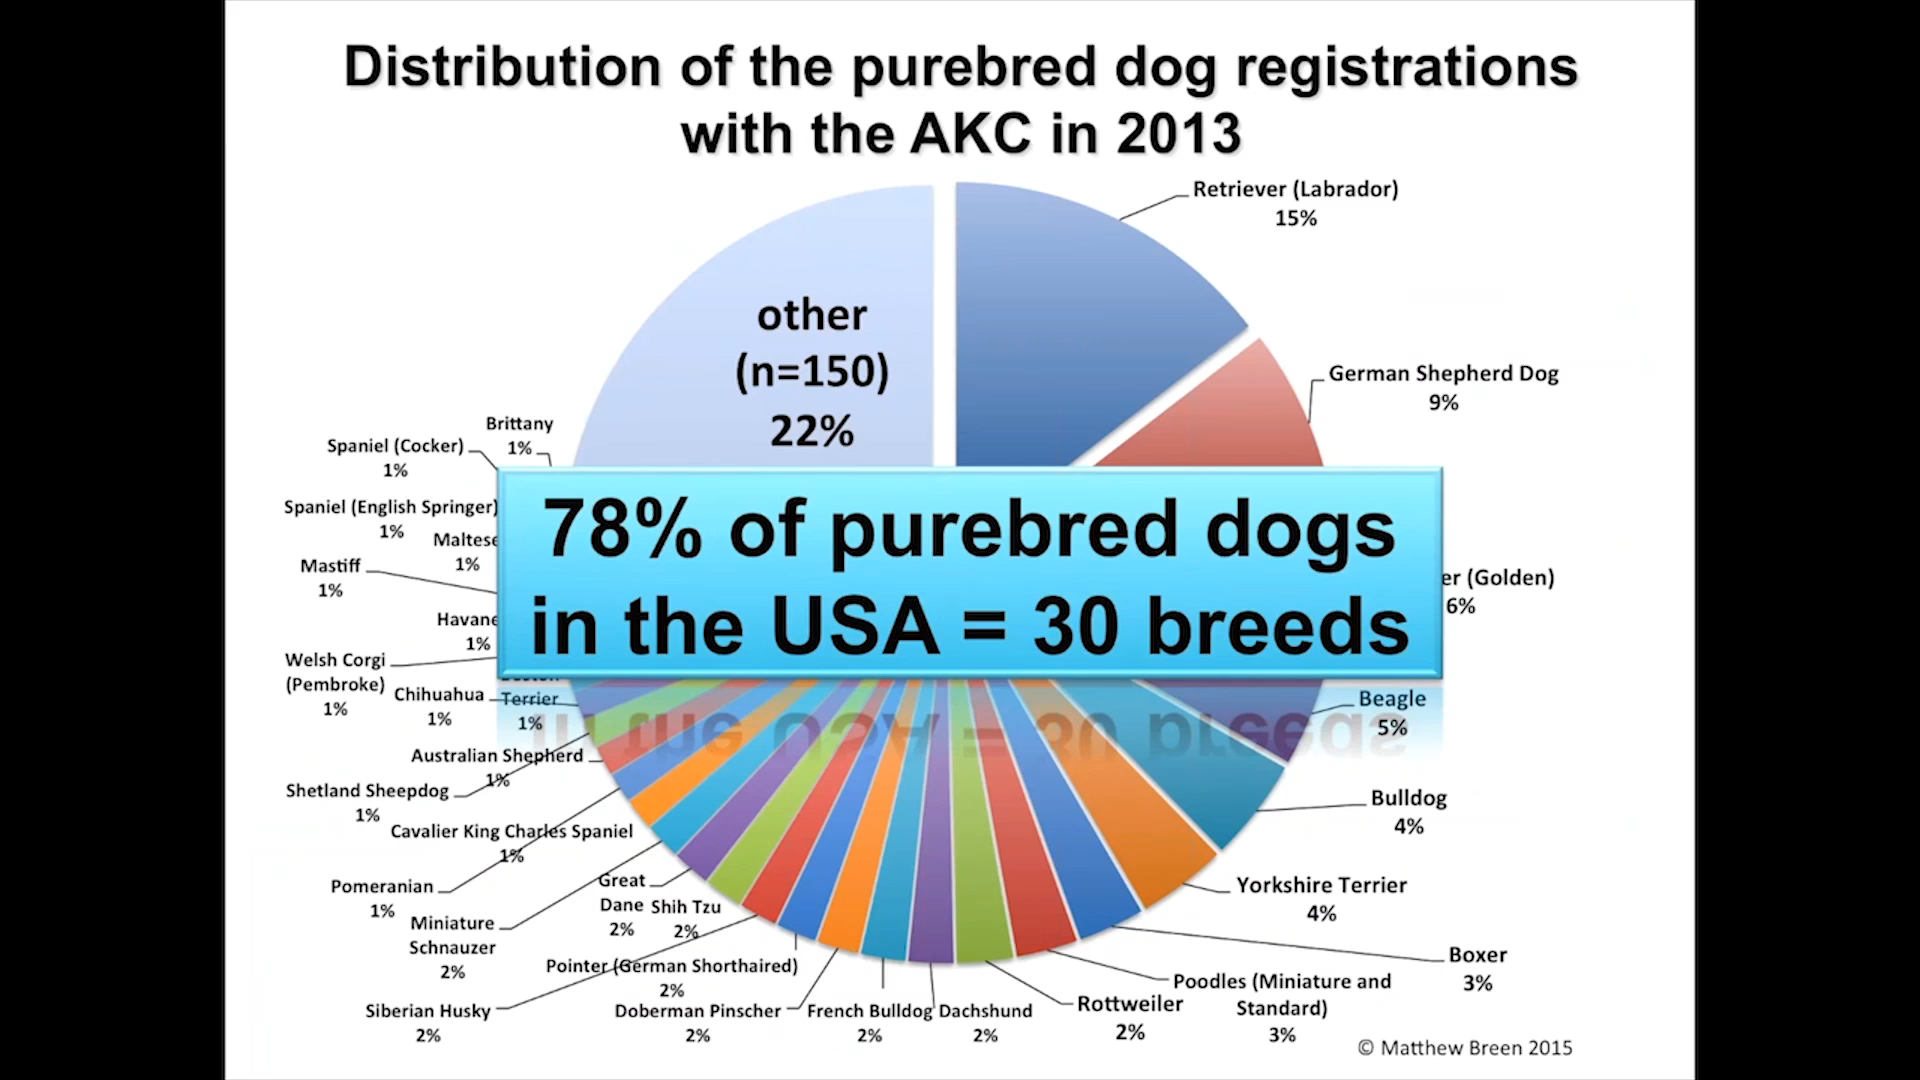 Distribution of the purebred dog registrations
with the AKC in 2013
Retriever (Labrador)
15%
other
(n=150)
22%
German Shepherd Dog
9%
Brittany
1%
Spaniel (Cocker)
1%
78% of purebred dogs
in the USA = 30 breeds
Spaniel (English Springer)
1%
Maltese
1%
Mastiff
1%
er (Golden)
6%
Havane
1%
Welsh Corgi
(Pembroke)
1%
Chihuahua
1%
Terrier
1%
Beagle
5%
Australian Shepherd
1%
Shetland Sheepdog
1%
Bulldog
4%
Cavalier King Charles Spaniel
1%
Pomeranian
1%
Great
Dane
2%
Shih Tzu
2%
Yorkshire Terrier
4%
Miniature
Schnauzer
2%
Boxer
3%
Pointer (German Shorthaired)
2%
Siberian Husky
2%
Doberman Pinscher
2%
French Bulldog
2%
Dachshund
2%
Rottweiler
2%
Poodles (Miniature and
Standard)
3%
© Matthew Breen 2015